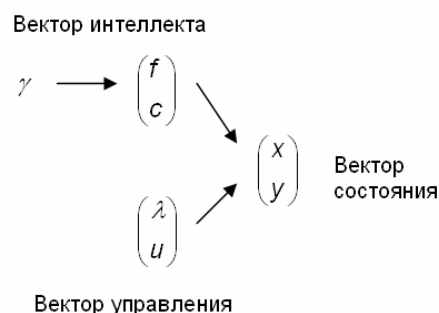 Вектор интеллекта
γ
f
c
x
y
Вектор
состояния
λ
u
Вектор управления